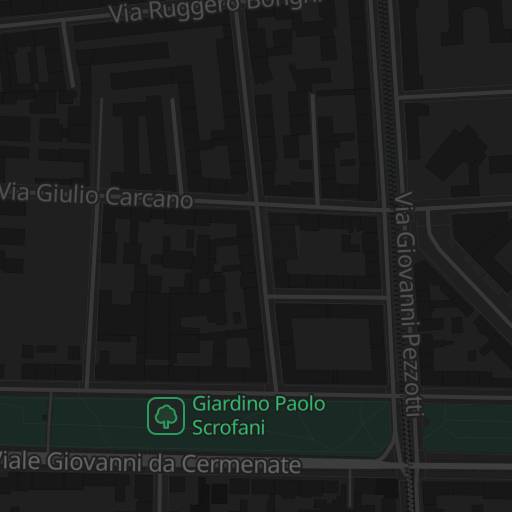 Via Ruggero Bonghi
Via Giulio Carcano
Via Giovanni Pezzotti
Giardino Paolo
Scrofani
Viale Giovanni da Cermenate